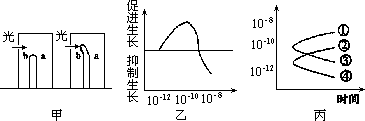 光 b a 光 b a
甲
促进生长
抑制生长
10⁻¹² 10⁻¹⁰ 10⁻⁸
乙
10⁻⁸
10⁻¹⁰
10⁻¹²
①
②
③
④
时间
丙